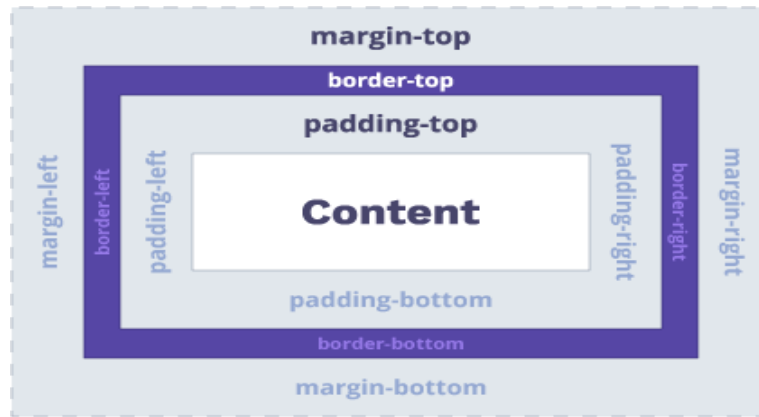 margin-top
border-top
padding-top
margin-left
border-left
padding-left
Content
padding-right
border-right
margin-right
padding-bottom
border-bottom
margin-bottom